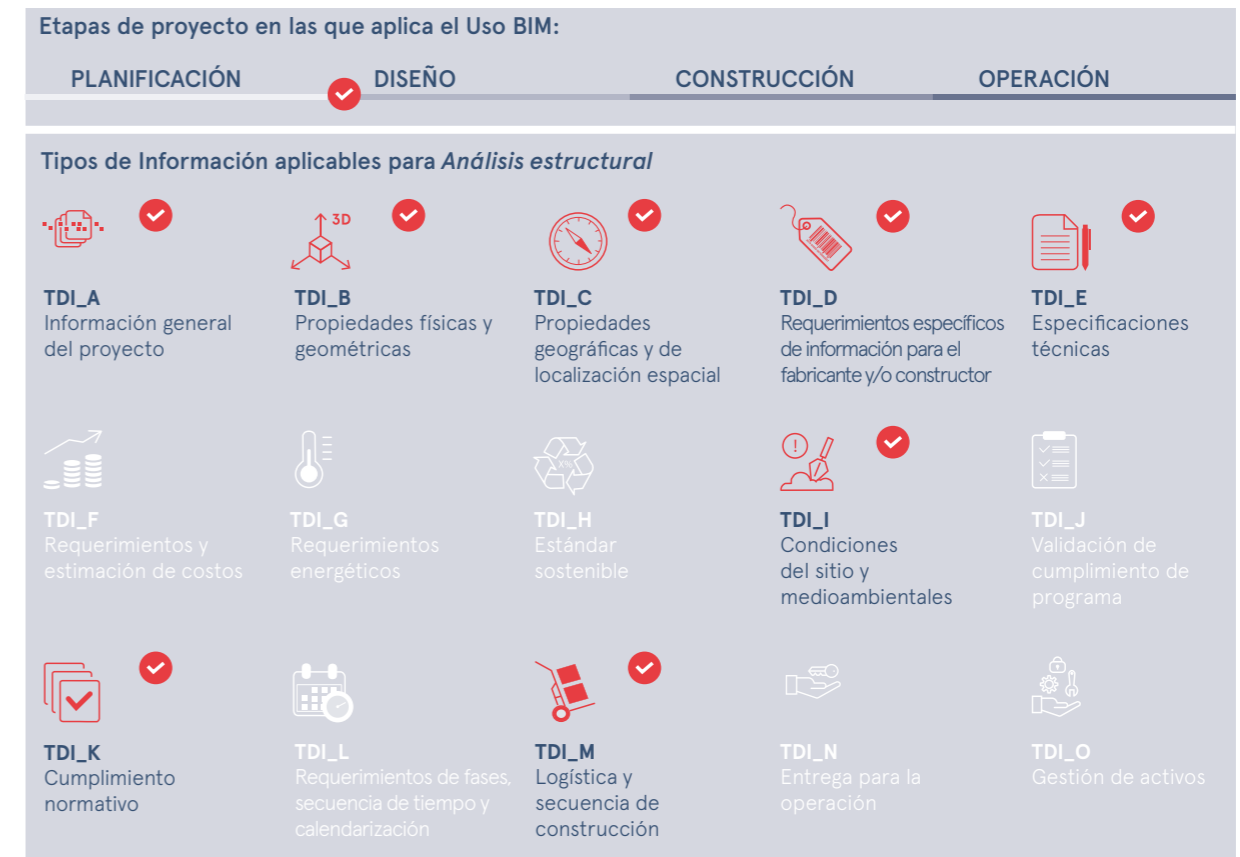 Etapas de proyecto en las que aplica el Uso BIM:
PLANIFICACIÓN DISEÑO CONSTRUCCIÓN OPERACIÓN
Tipos de Información aplicables para Análisis estructural
3D
TDI_A
Información general
del proyecto
TDI_B
Propiedades físicas y
geométricas
TDI_C
Propiedades
geográficas y de
localización espacial
TDI_D
Requerimientos específicos
de información para el
fabricante y/o constructor
TDI_E
Especificaciones
técnicas
TDI_F
Requerimientos y
estimación de costos
TDI_G
Requerimientos
energéticos
X%
TDI_H
Estándar
sostenible
TDI_I
Condiciones
del sitio y
medioambientales
TDI_J
Validación de
cumplimiento de
programa
TDI_K
Cumplimiento
normativo
TDI_L
Requerimientos de fases,
secuencia de tiempo y
calendarización
TDI_M
Logística y
secuencia de
construcción
TDI_N
Entrega para la
operación
TDI_O
Gestión de activos